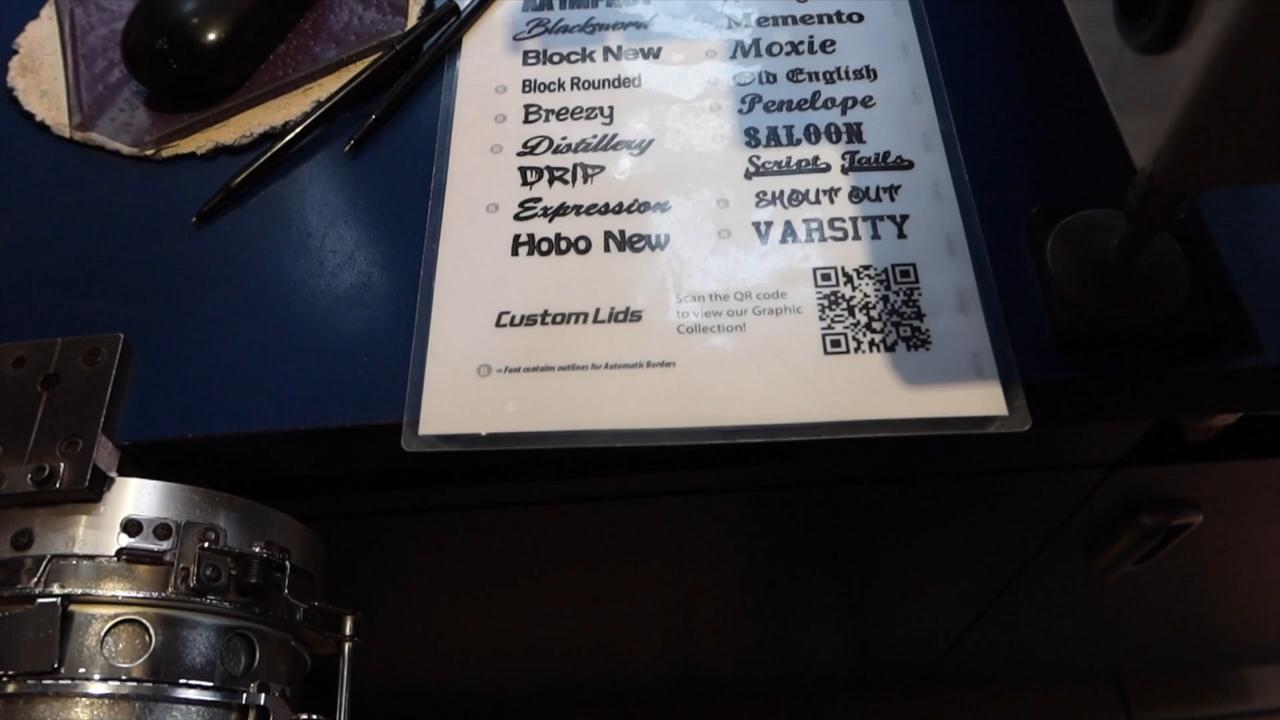 Blacksword
Block New
Block Rounded
Breezy
Distillery
DRIP
Expression
Hobo New
Memento
Moxie
Old English
Penelope
SALOON
Script Tails
SHOUT OUT
VARSITY
Custom Lids
Scan the QR code
to view our Graphic
Collection!
B = Font contains outlines for Automatic Borders